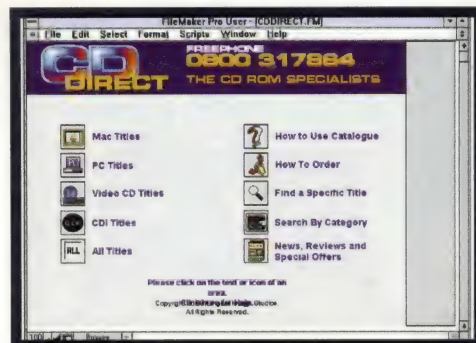 FileMaker Pro User - [CDDIRECT.FM]
File Edit Select Format Scripts Window Help
CD DIRECT
FREEPHONE
0800 317884
THE CD ROM SPECIALISTS
Mac Titles
PC Titles
Video CD Titles
CDi Titles
ALL All Titles
How to Use Catalogue
How To Order
Find a Specific Title
Search By Category
News, Reviews and
Special Offers
Please click on the text or icon of an
area.
All Rights Reserved.
100 Browse